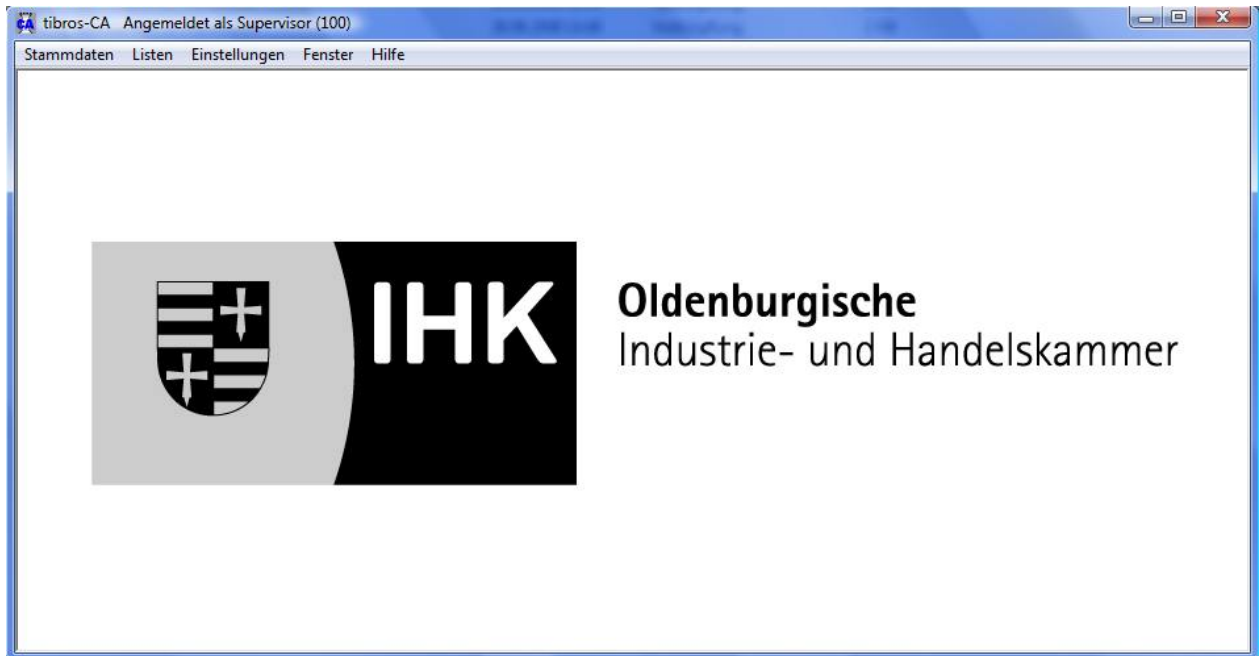 tibros-CA Angemeldet als Supervisor (100)
Stammdaten Listen Einstellungen Fenster Hilfe
IHK
Oldenburgische
Industrie- und Handelskammer